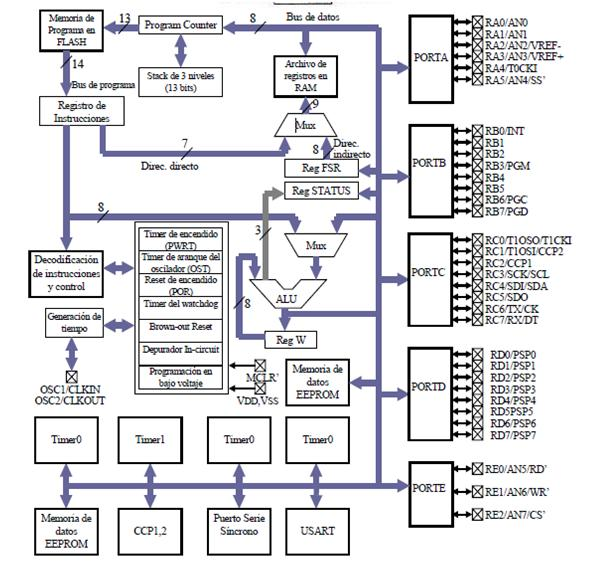 Memoria de
Programa en
FLASH
13
Program Counter
8
Bus de datos
14
Bus de programa
Stack de 3 niveles
(13 bits)
Archivo de
registros en
RAM
9
Registro de
Instrucciones
Mux
7
Direc. directo
8
Direc.
indirecto
Reg FSR
Reg STATUS
8
3
Mux
Decodificación
de instrucciones
y control
Timer de encendido
(PWRT)
Timer de aranque del
oscilador (OST)
Reset de encendido
(POR)
Timer del watchdog
Brown-out Reset
Depurador In-circuit
Programación en
bajo voltaje
ALU
8
Reg W
Generación de
tiempo
OSC1/CLKIN
OSC2/CLKOUT
MCLR’
VDD,VSS
Memoria de
datos
EEPROM
Timer0
Timer1
Timer0
Timer0
Memoria de
datos
EEPROM
CCP1,2
Puerto Serie
Síncrono
USART
PORTA
RA0/AN0
RA1/AN1
RA2/AN2/VREF-
RA3/AN3/VREF+
RA4/T0CKI
RA5/AN4/SS’
PORTB
RB0/INT
RB1
RB2
RB3/PGM
RB4
RB5
RB6/PGC
RB7/PGD
PORTC
RC0/T1OSO/T1CKI
RC1/T1OSI/CCP2
RC2/CCP1
RC3/SCK/SCL
RC4/SDI/SDA
RC5/SDO
RC6/TX/CK
RC7/RX/DT
PORTD
RD0/PSP0
RD1/PSP1
RD2/PSP2
RD3/PSP3
RD4/PSP4
RD5PSP5
RD6/PSP6
RD7/PSP7
PORTE
RE0/AN5/RD’
RE1/AN6/WR’
RE2/AN7/CS’